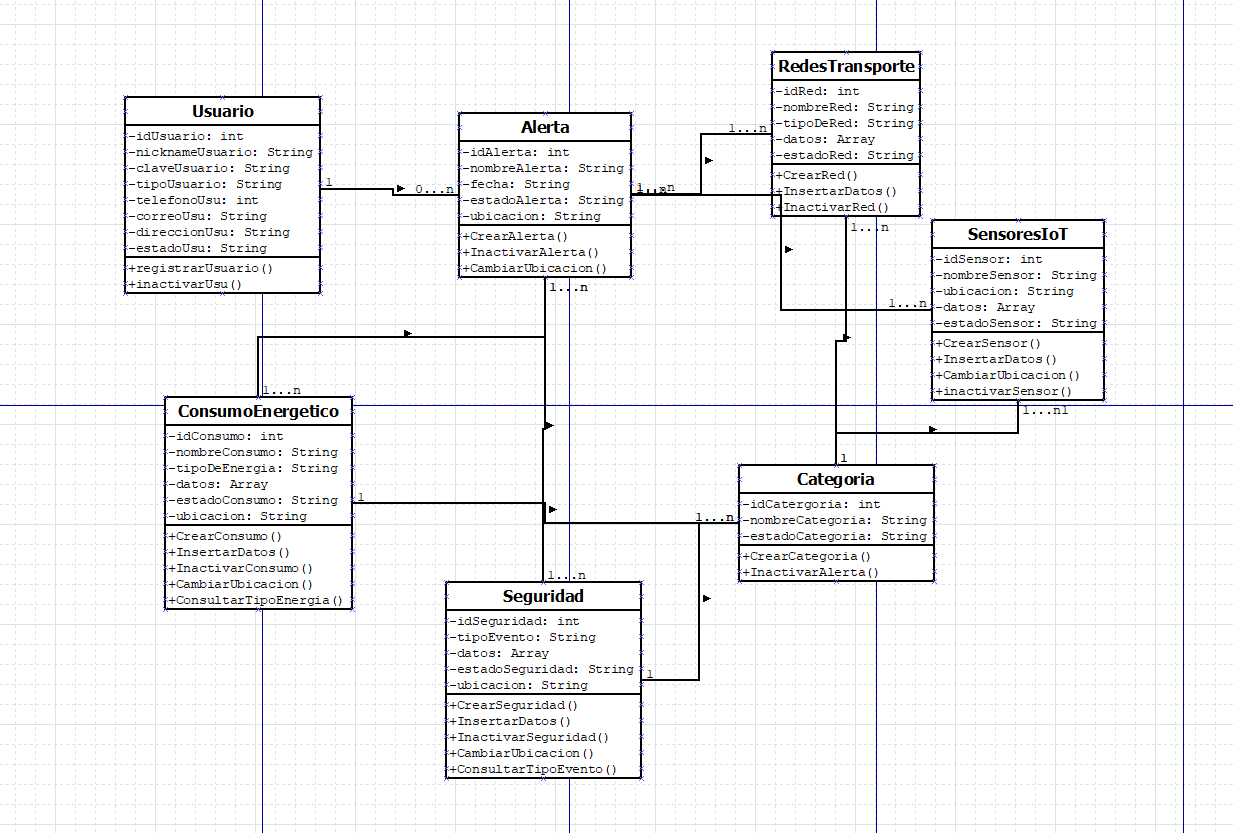 Usuario
-idUsuario: int
-nicknameUsuario: String
-claveUsuario: String
-tipoUsuario: String
-telefonoUsu: int
-correoUsu: String
-direccionUsu: String
-estadoUsu: String
+registrarUsuario()
+inactivarUsu()
1
0...n
Alerta
-idAlerta: int
-nombreAlerta: String
-fecha: String
-estadoAlerta: String
-ubicacion: String
+CrearAlerta()
+InactivarAlerta()
+CambiarUbicacion()
1...n
1...n
RedesTransporte
-idRed: int
-nombreRed: String
-tipoDeRed: String
-datos: Array
-estadoRed: String
+CrearRed()
+InsertarDatos()
+InactivarRed()
1...n
1...n
1...n
SensoresIoT
-idSensor: int
-nombreSensor: String
-ubicacion: String
-datos: Array
-estadoSensor: String
+CrearSensor()
+InsertarDatos()
+CambiarUbicacion()
+inactivarSensor()
1...n1
1...n
ConsumoEnergetico
-idConsumo: int
-nombreConsumo: String
-tipoDeEnergia: String
-datos: Array
-estadoConsumo: String
-ubicacion: String
+CrearConsumo()
+InsertarDatos()
+InactivarConsumo()
+CambiarUbicacion()
+ConsultarTipoEnergia()
1
1
1...n
Categoria
-idCatergoria: int
-nombreCategoria: String
-estadoCategoria: String
+CrearCategoria()
+InactivarAlerta()
1...n
Seguridad
-idSeguridad: int
-tipoEvento: String
-datos: Array
-estadoSeguridad: String
-ubicacion: String
+CrearSeguridad()
+InsertarDatos()
+InactivarSeguridad()
+CambiarUbicacion()
+ConsultarTipoEvento()
1